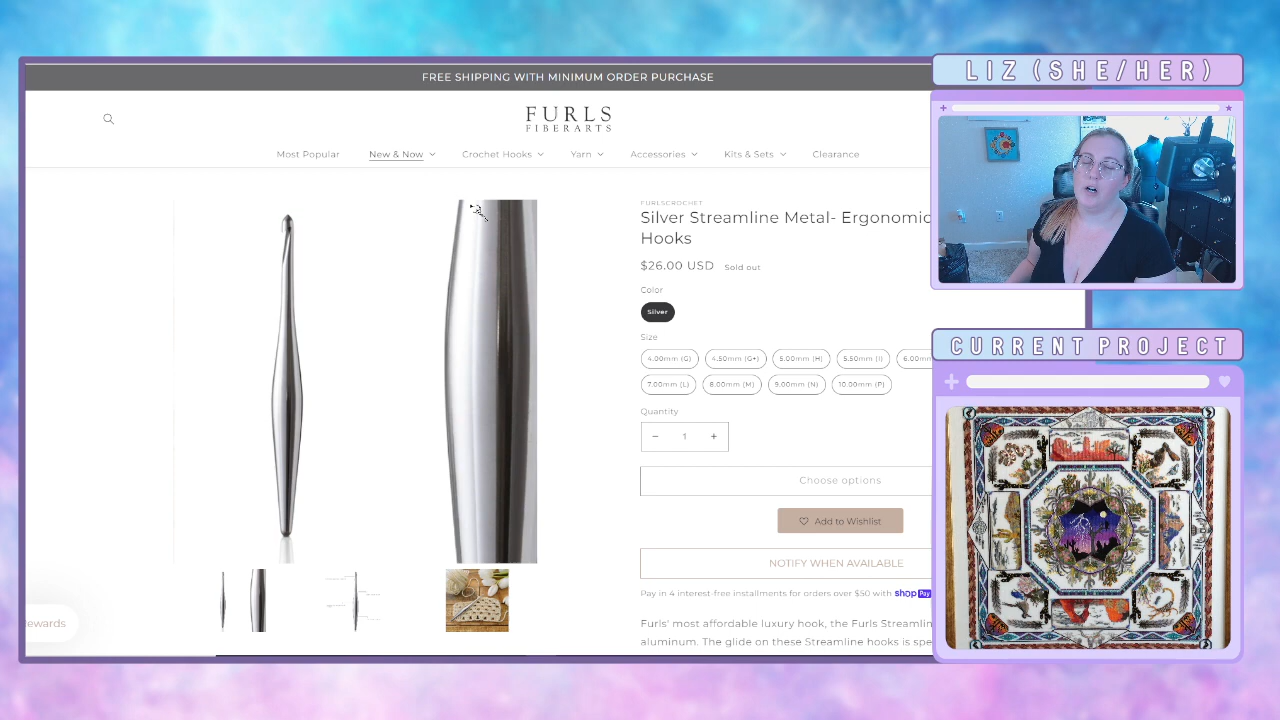 LIZ (SHE/HER)
FREE SHIPPING WITH MINIMUM ORDER PURCHASE
FURLS
FIBERARTS
Most Popular
New & Now
Crochet Hooks
Yarn
Accessories
Kits & Sets
Clearance
FURLSCROCHET
Silver Streamline Metal- Ergonomic
Hooks
$26.00 USD Sold out
Color
Silver
Size
4.00mm (G) 4.50mm (G+) 5.00mm (H) 5.50mm (I) 6.00mm
7.00mm (L) 8.00mm (M) 9.00mm (N) 10.00mm (P)
Quantity
− 1 +
Choose options
Add to Wishlist
NOTIFY WHEN AVAILABLE
Pay in 4 interest-free installments for orders over $50 with shop Pay
Furls' most affordable luxury hook, the Furls Streamlin
aluminum. The glide on these Streamline hooks is spe
ewards
CURRENT PROJECT